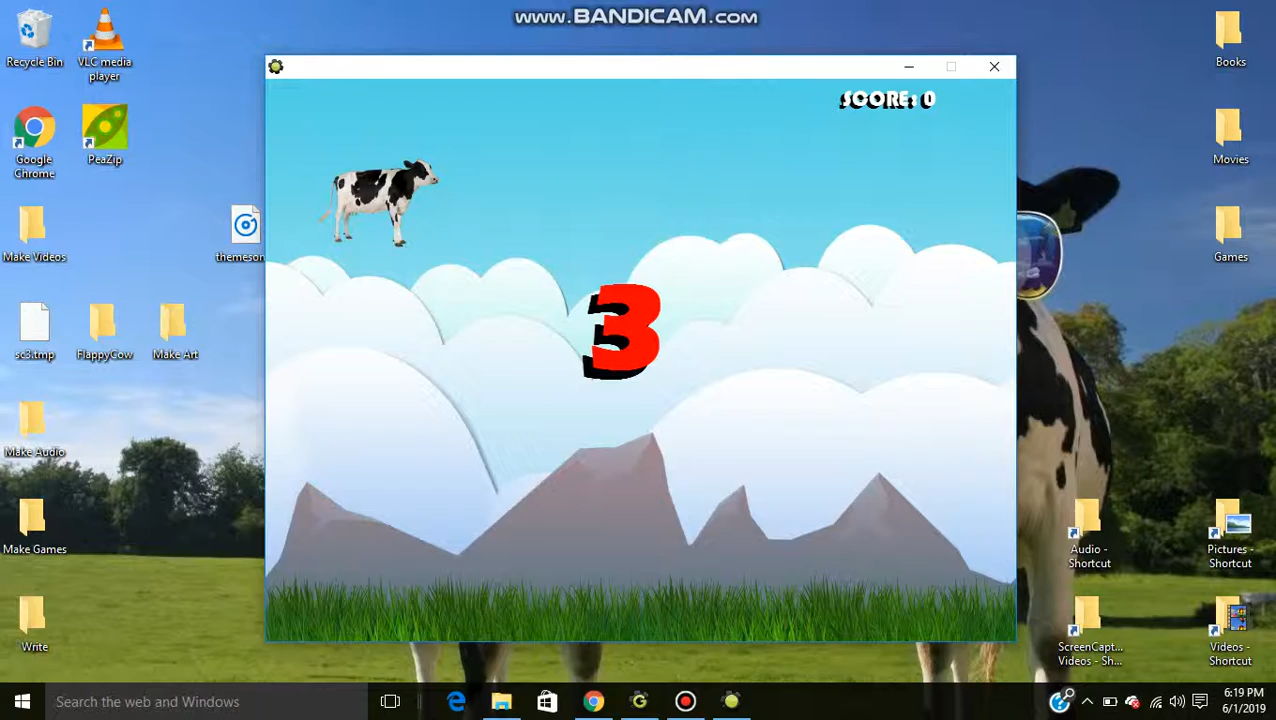 www.BANDICAM.com
Recycle Bin
VLC media
player
Books
SCORE: 0
Google
Chrome
PeaZip
Movies
Make Videos
themeson
Games
3
sc3.tmp
FlappyCow
Make Art
Make Audio
Make Games
Audio -
Shortcut
Pictures -
Shortcut
Write
ScreenCapt...
Videos - Sh...
Videos -
Shortcut
Search the web and Windows
6:19 PM
6/1/2019